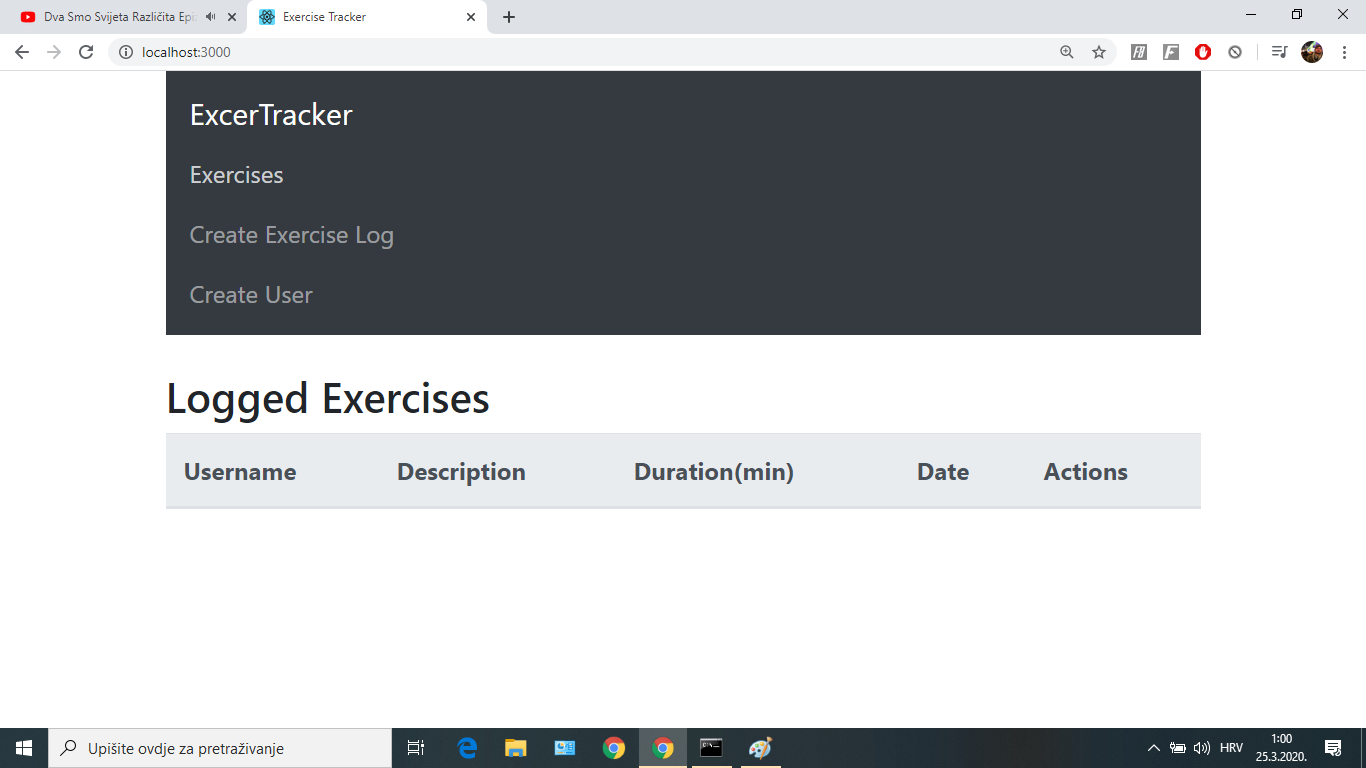 Dva Smo Svijeta Različita Epi
Exercise Tracker
localhost:3000
ExcerTracker
Exercises
Create Exercise Log
Create User
Logged Exercises
Username Description Duration(min) Date Actions
Upišite ovdje za pretraživanje
HRV
1:00
25.3.2020.